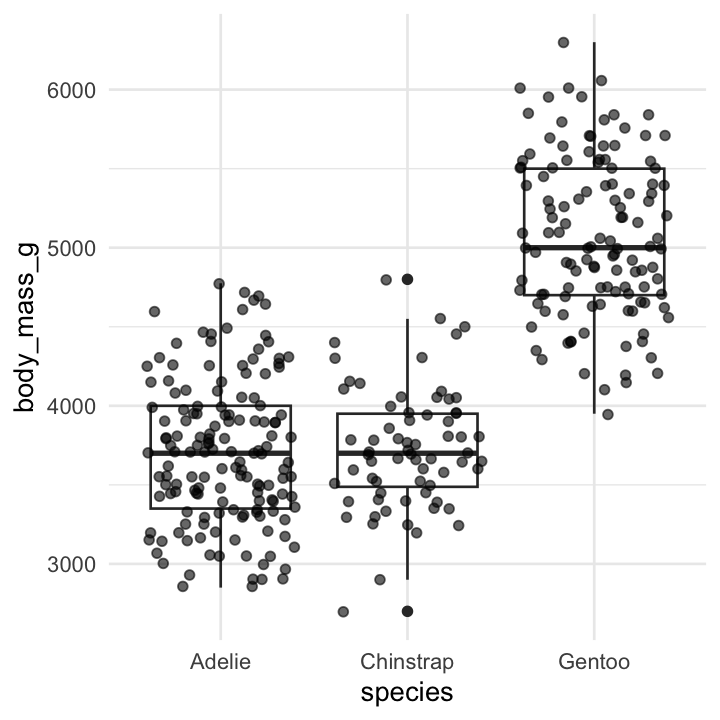 6000
5000
4000
3000
body_mass_g
Adelie
Chinstrap
Gentoo
species